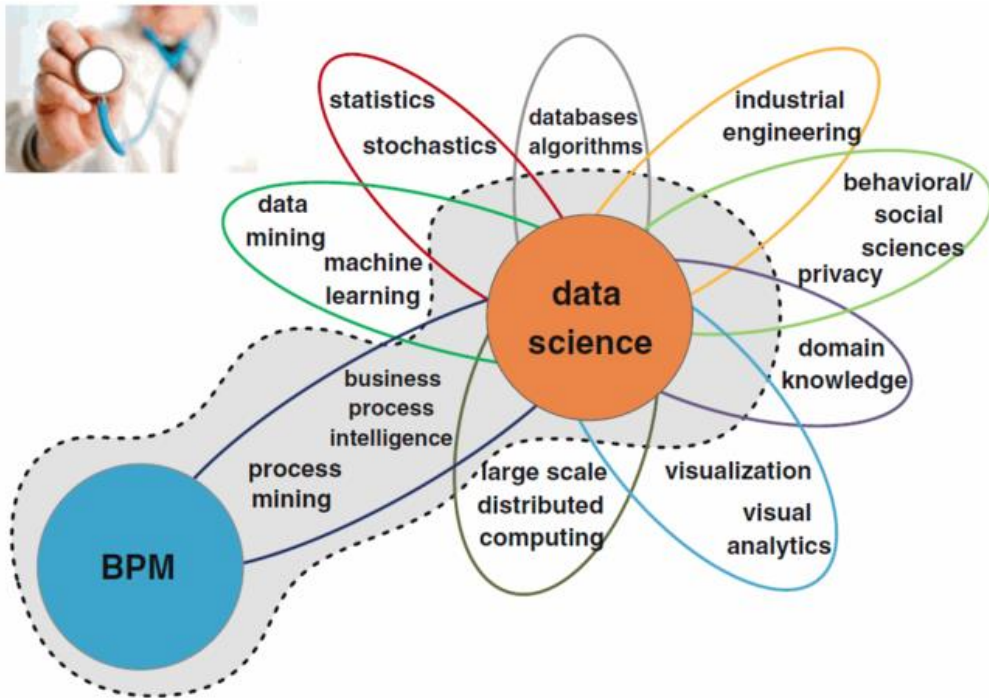 statistics
stochastics
databases
algorithms
industrial
engineering
behavioral/
social
sciences
data
mining
machine
learning
privacy
data
science
domain
knowledge
business
process
intelligence
process
mining
large scale
distributed
computing
visualization
visual
analytics
BPM